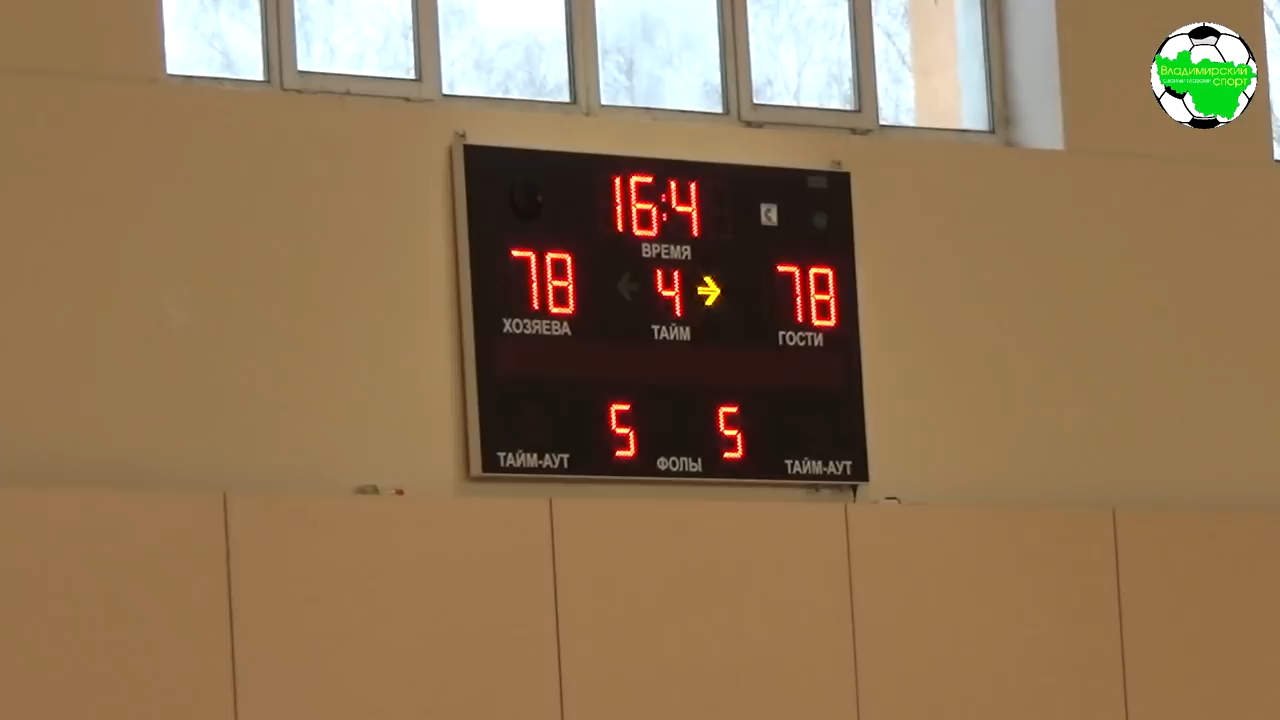 Владимирский
спорт
16:4
ВРЕМЯ
78 4 → 78
ХОЗЯЕВА ТАЙМ ГОСТИ
5 5
ТАЙМ-АУТ ФОЛЫ ТАЙМ-АУТ